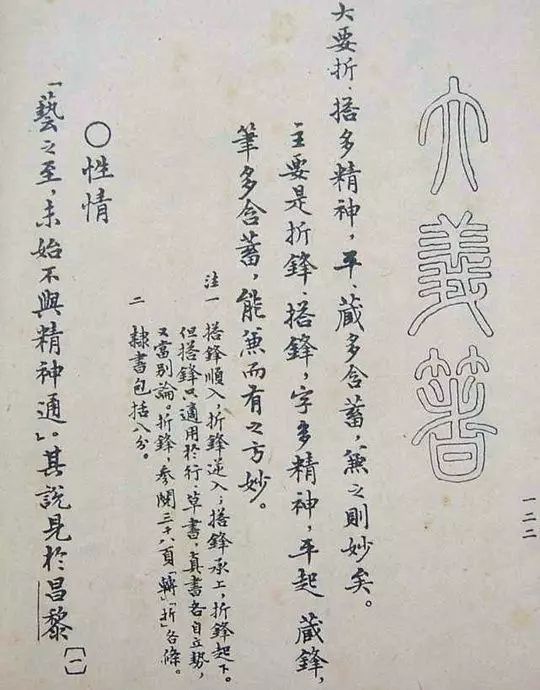 大義箸
大要折、搭多精神，平、藏多含蓄，兼之則妙矣。
主要是折鋒、搭鋒，字多精神，平起 藏鋒，
筆多含蓄，能兼而有之方妙。
注一 搭鋒順入，折鋒逆入；搭鋒承上，折鋒起下。
但搭鋒只適用於行、草書，真書各自立勢，
又當別論。折鋒參閱三十八頁「轉」「折」各條。
二 隸書包括八分。
○性情
「藝之至，未始不與精神通」。其說見於昌黎〔一〕
一二二